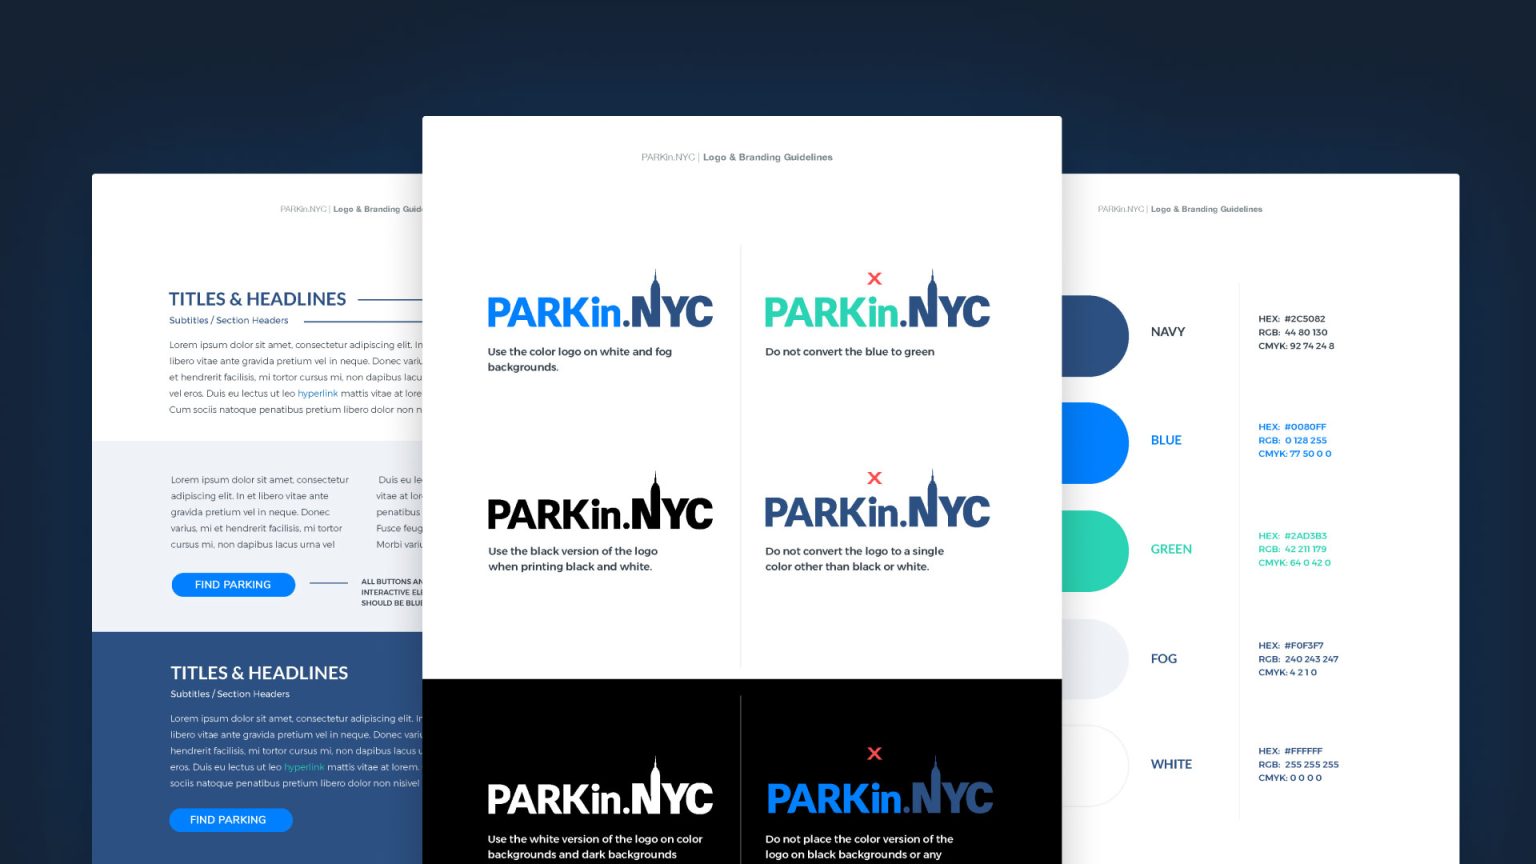 PARKin.NYC | Logo & Branding Guid
TITLES & HEADLINES
Subtitles / Section Headers
Lorem ipsum dolor sit amet, consectetur adipiscing elit. In
libero vitae ante gravida pretium vel in neque. Donec variu
et hendrerit facilisis, mi tortor cursus mi, non dapibus lacu
vel eros. Duis eu lectus ut leo hyperlink mattis vitae at lore
Cum sociis natoque penatibus pretium libero dolor non n
Lorem ipsum dolor sit amet, consectetur
adipiscing elit. In et libero vitae ante
gravida pretium vel in neque. Donec
varius, mi et hendrerit facilisis, mi tortor
cursus mi, non dapibus lacus urna vel
Duis eu le
vitae at lor
penatibus
Fusce feug
Morbi variu
FIND PARKING
ALL BUTTONS AN
INTERACTIVE ELE
SHOULD BE BLUE
TITLES & HEADLINES
Subtitles / Section Headers
Lorem ipsum dolor sit amet, consectetur adipiscing elit. In
libero vitae ante gravida pretium vel in neque. Donec variu
hendrerit facilisis, mi tortor cursus mi, non dapibus lacus u
eros. Duis eu lectus ut leo hyperlink mattis vitae at lorem.
sociis natoque penatibus pretium libero dolor non nisivel
FIND PARKING
PARKin.NYC | Logo & Branding Guidelines
PARKin.NYC
Use the color logo on white and fog
backgrounds.
X
PARKin.NYC
Do not convert the blue to green
PARKin.NYC
Use the black version of the logo
when printing black and white.
X
PARKin.NYC
Do not convert the logo to a single
color other than black or white.
PARKin.NYC
Use the white version of the logo on color
backgrounds and dark backgrounds
X
PARKin.NYC
Do not place the color version of the
logo on black backgrounds or any
PARKin.NYC | Logo & Branding Guidelines
NAVY
HEX: #2C5082
RGB: 44 80 130
CMYK: 92 74 24 8
BLUE
HEX: #0080FF
RGB: 0 128 255
CMYK: 77 50 0 0
GREEN
HEX: #2AD3B3
RGB: 42 211 179
CMYK: 64 0 42 0
FOG
HEX: #F0F3F7
RGB: 240 243 247
CMYK: 4 2 1 0
WHITE
HEX: #FFFFFF
RGB: 255 255 255
CMYK: 0 0 0 0